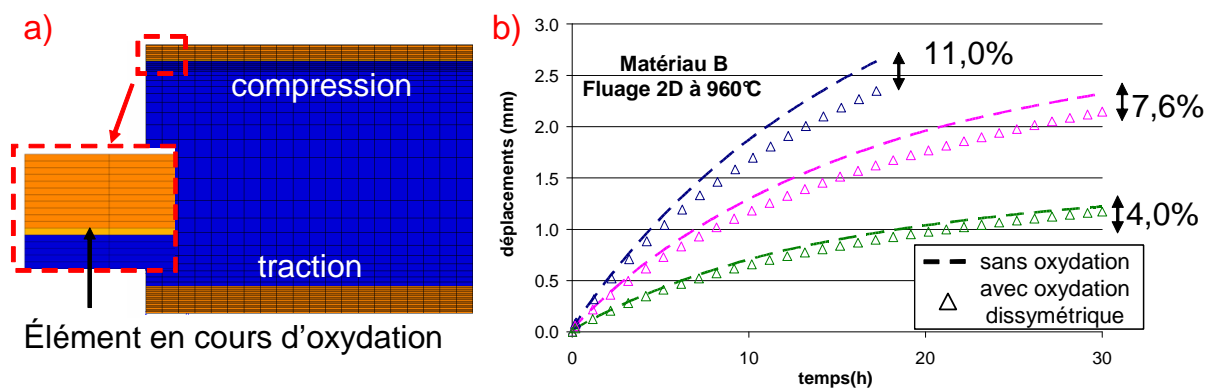 a)
compression
traction
Élément en cours d’oxydation
b)
Matériau B
Fluage 2D à 960°C
11,0%
7,6%
4,0%
déplacements (mm)
3.0
2.5
2.0
1.5
1.0
0.5
0.0
sans oxydation
avec oxydation
dissymétrique
0
10
20
30
temps(h)